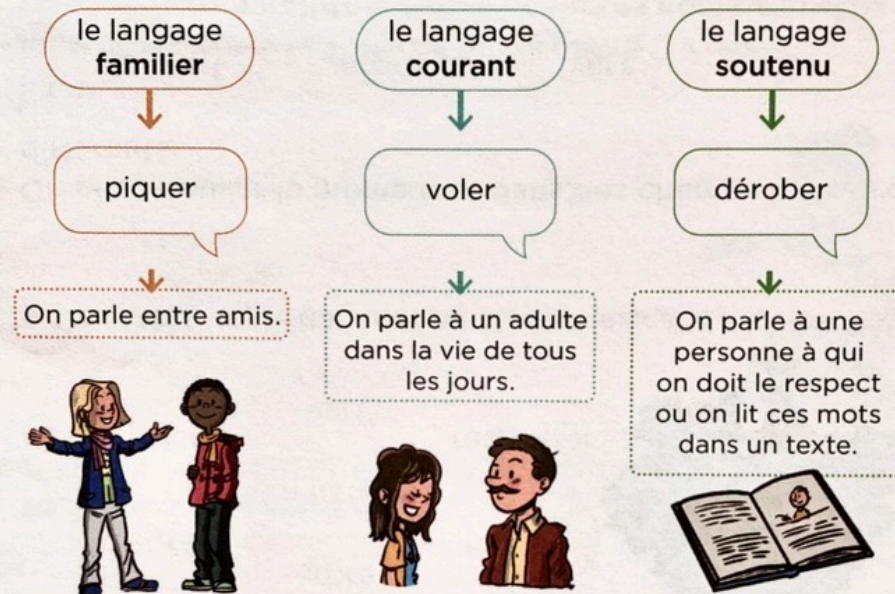 le langage
familier
le langage
courant
le langage
soutenu
piquer
voler
dérober
On parle entre amis.
On parle à un adulte
dans la vie de tous
les jours.
On parle à une
personne à qui
on doit le respect
ou on lit ces mots
dans un texte.